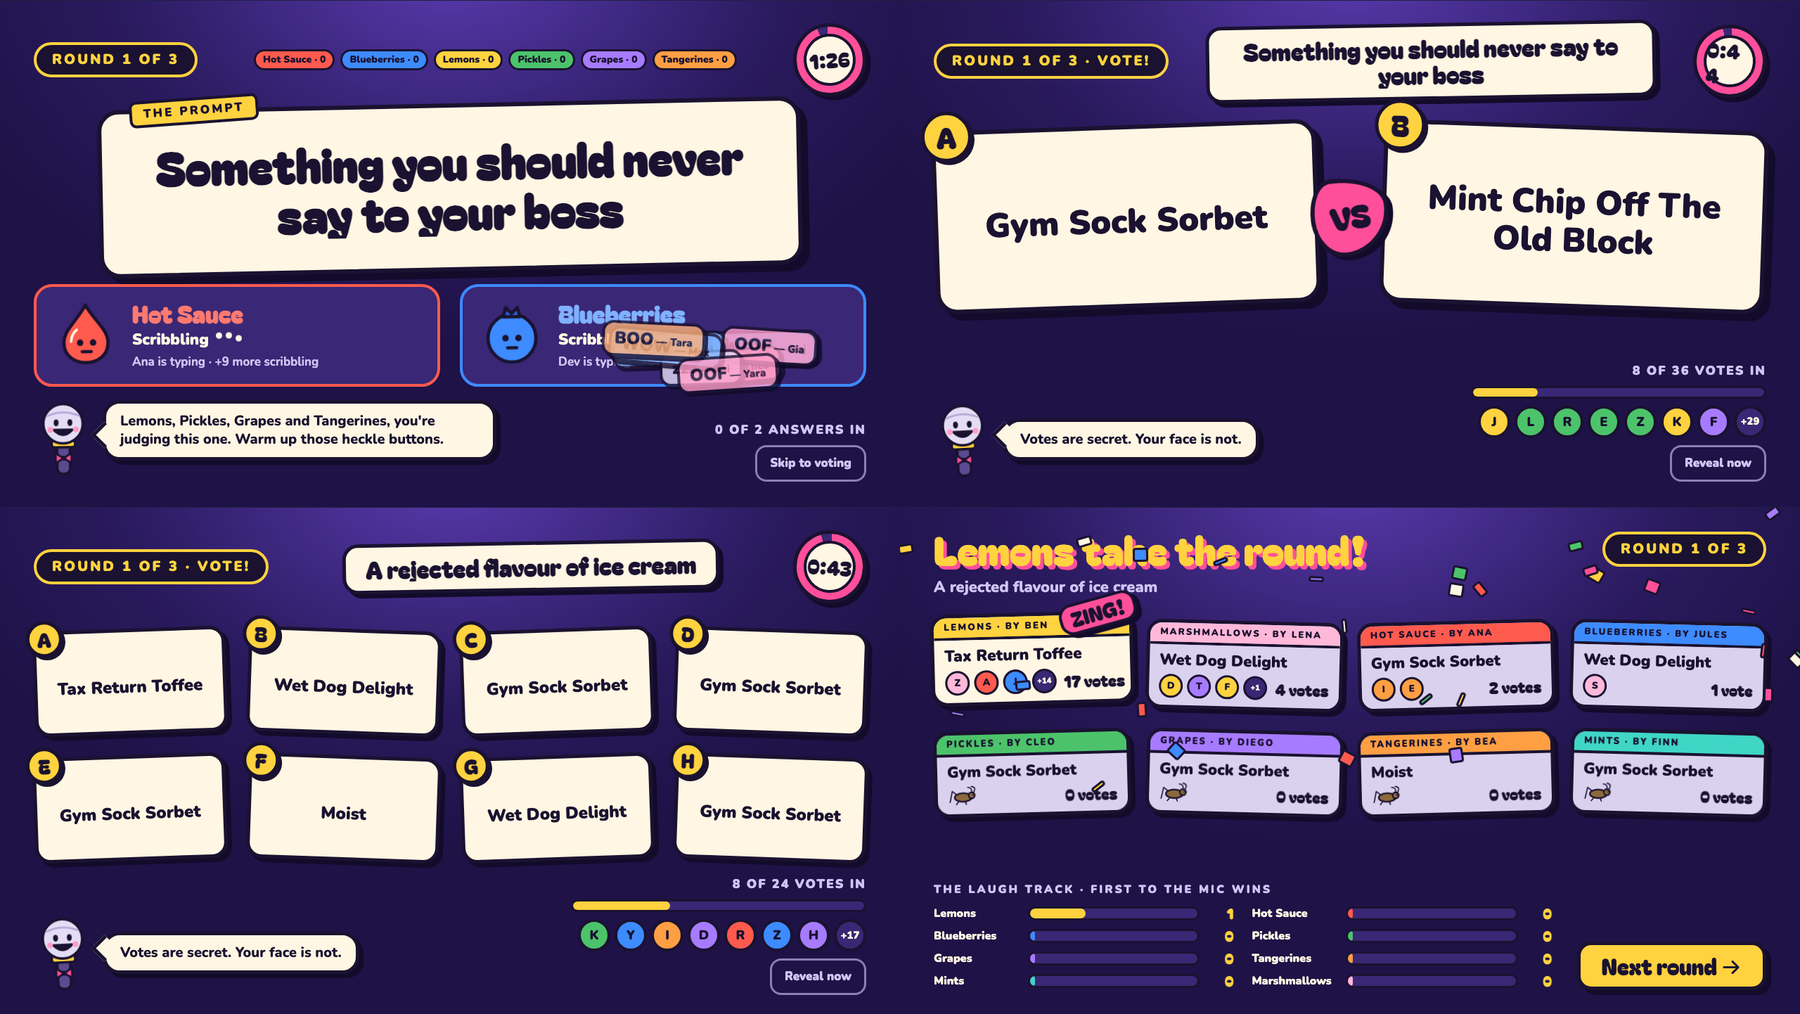 ROUND 1 OF 3
Hot Sauce · 0
Blueberries · 0
Lemons · 0
Pickles · 0
Grapes · 0
Tangerines · 0
1:26
THE PROMPT
Something you should never
say to your boss
Hot Sauce
Scribbling
Ana is typing · +9 more scribbling
Blueberries
Dev is
BOO — Tara
OOF — Gia
OOF — Yara
Lemons, Pickles, Grapes and Tangerines, you're
judging this one. Warm up those heckle buttons.
0 OF 2 ANSWERS IN
Skip to voting
ROUND 1 OF 3 · VOTE!
Something you should never say to
your boss
0:4
4
A
B
Gym Sock Sorbet
VS
Mint Chip Off The
Old Block
8 OF 36 VOTES IN
J L R E Z K F +29
Votes are secret. Your face is not.
Reveal now
ROUND 1 OF 3 · VOTE!
A rejected flavour of ice cream
0:43
A
Tax Return Toffee
B
Wet Dog Delight
C
Gym Sock Sorbet
D
Gym Sock Sorbet
E
Gym Sock Sorbet
F
Moist
G
Wet Dog Delight
H
Gym Sock Sorbet
8 OF 24 VOTES IN
K Y I D R Z H +17
Votes are secret. Your face is not.
Reveal now
Lemons take the round!
ROUND 1 OF 3
A rejected flavour of ice cream
LEMONS · BY BEN
ZING!
Tax Return Toffee
Z A +14 17 votes
MARSHMALLOWS · BY LENA
Wet Dog Delight
D T F +1 4 votes
HOT SAUCE · BY ANA
Gym Sock Sorbet
I E 2 votes
BLUEBERRIES · BY JULES
Wet Dog Delight
S 1 vote
PICKLES · BY CLEO
Gym Sock Sorbet
0 votes
GRAPES · BY DIEGO
Gym Sock Sorbet
0 votes
TANGERINES · BY BEA
Moist
0 votes
MINTS · BY FINN
Gym Sock Sorbet
0 votes
THE LAUGH TRACK · FIRST TO THE MIC WINS
Lemons 1
Hot Sauce 0
Blueberries 0
Pickles 0
Grapes 0
Tangerines 0
Mints 0
Marshmallows 0
Next round →